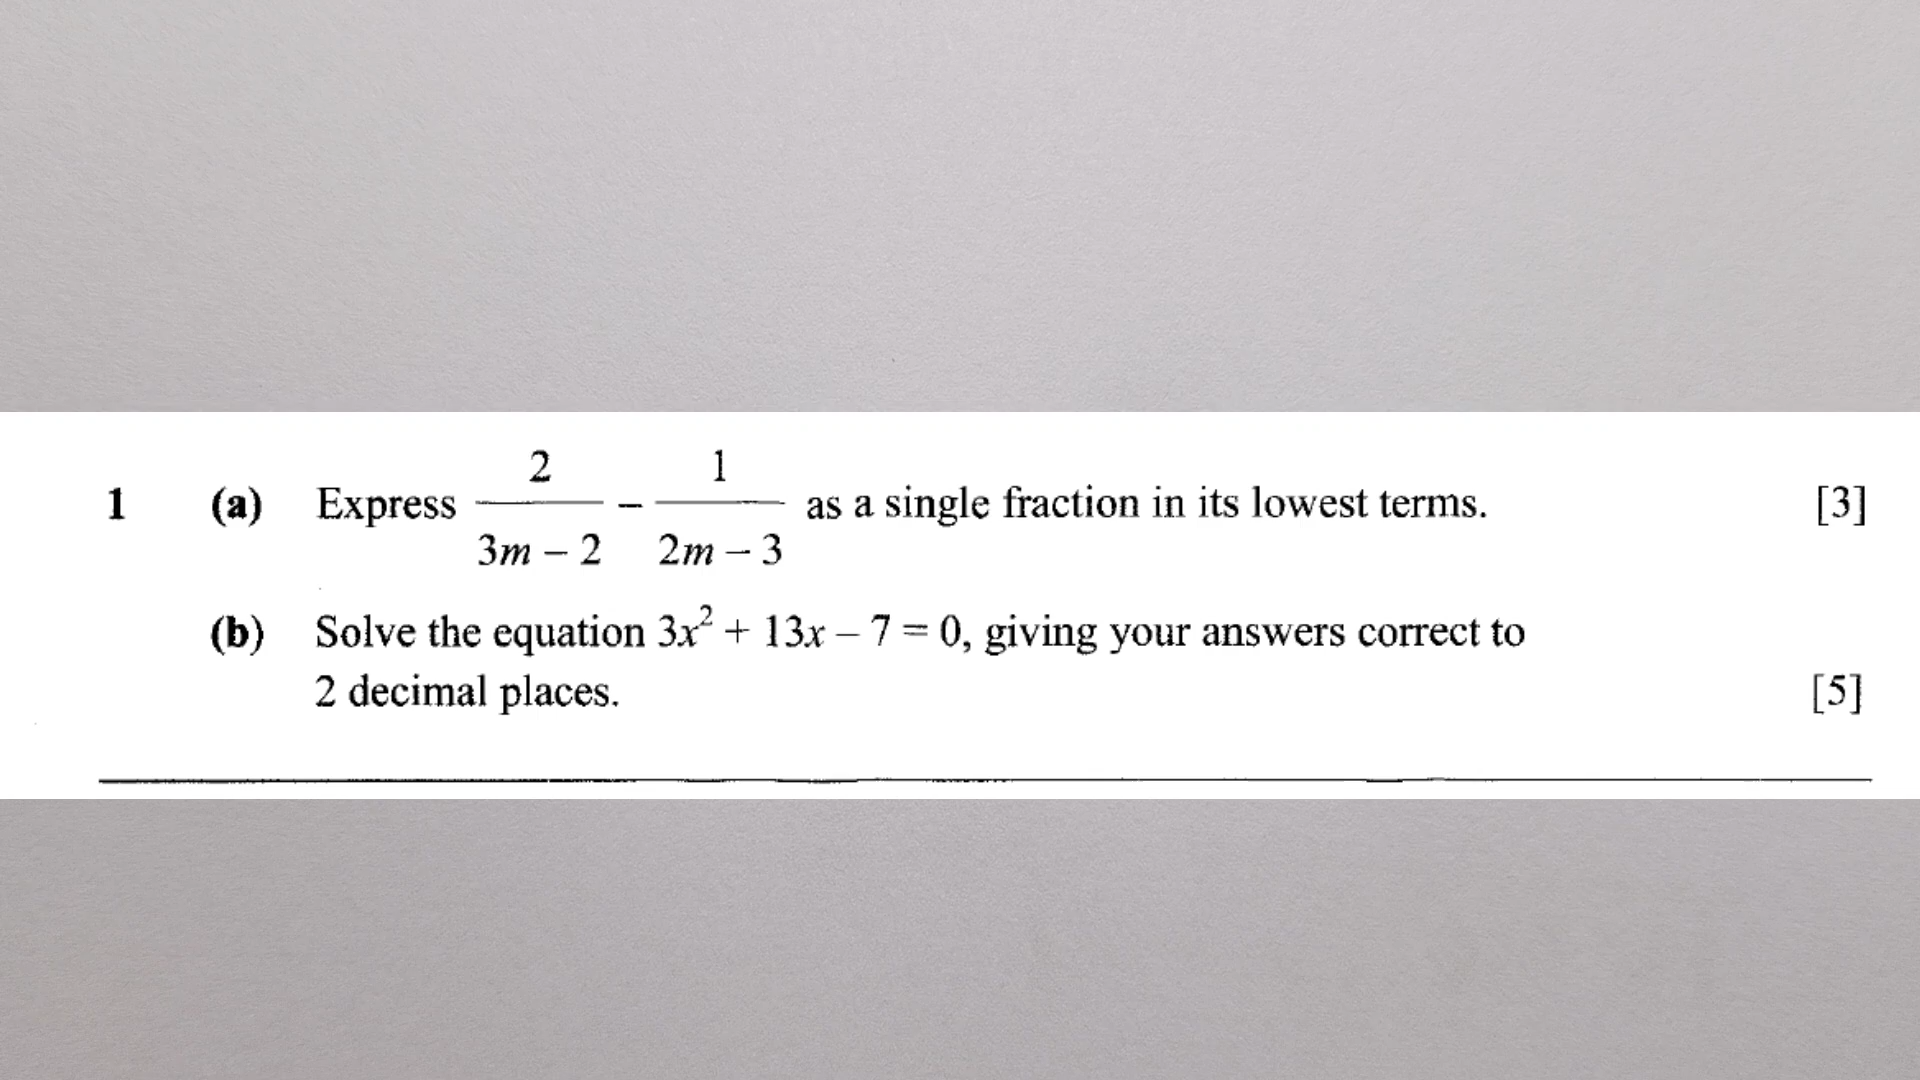 1 (a) Express 2/(3m – 2) – 1/(2m – 3) as a single fraction in its lowest terms. [3]
(b) Solve the equation 3x² + 13x – 7 = 0, giving your answers correct to
2 decimal places. [5]